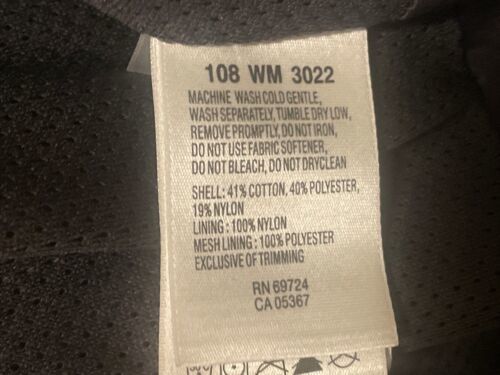 108 WM 3022
MACHINE WASH COLD GENTLE,
WASH SEPARATELY, TUMBLE DRY LOW,
REMOVE PROMPTLY, DO NOT IRON,
DO NOT USE FABRIC SOFTENER,
DO NOT BLEACH, DO NOT DRYCLEAN
SHELL: 41% COTTON, 40% POLYESTER,
19% NYLON
LINING : 100% NYLON
MESH LINING : 100% POLYESTER
EXCLUSIVE OF TRIMMING
RN 69724
CA 05367